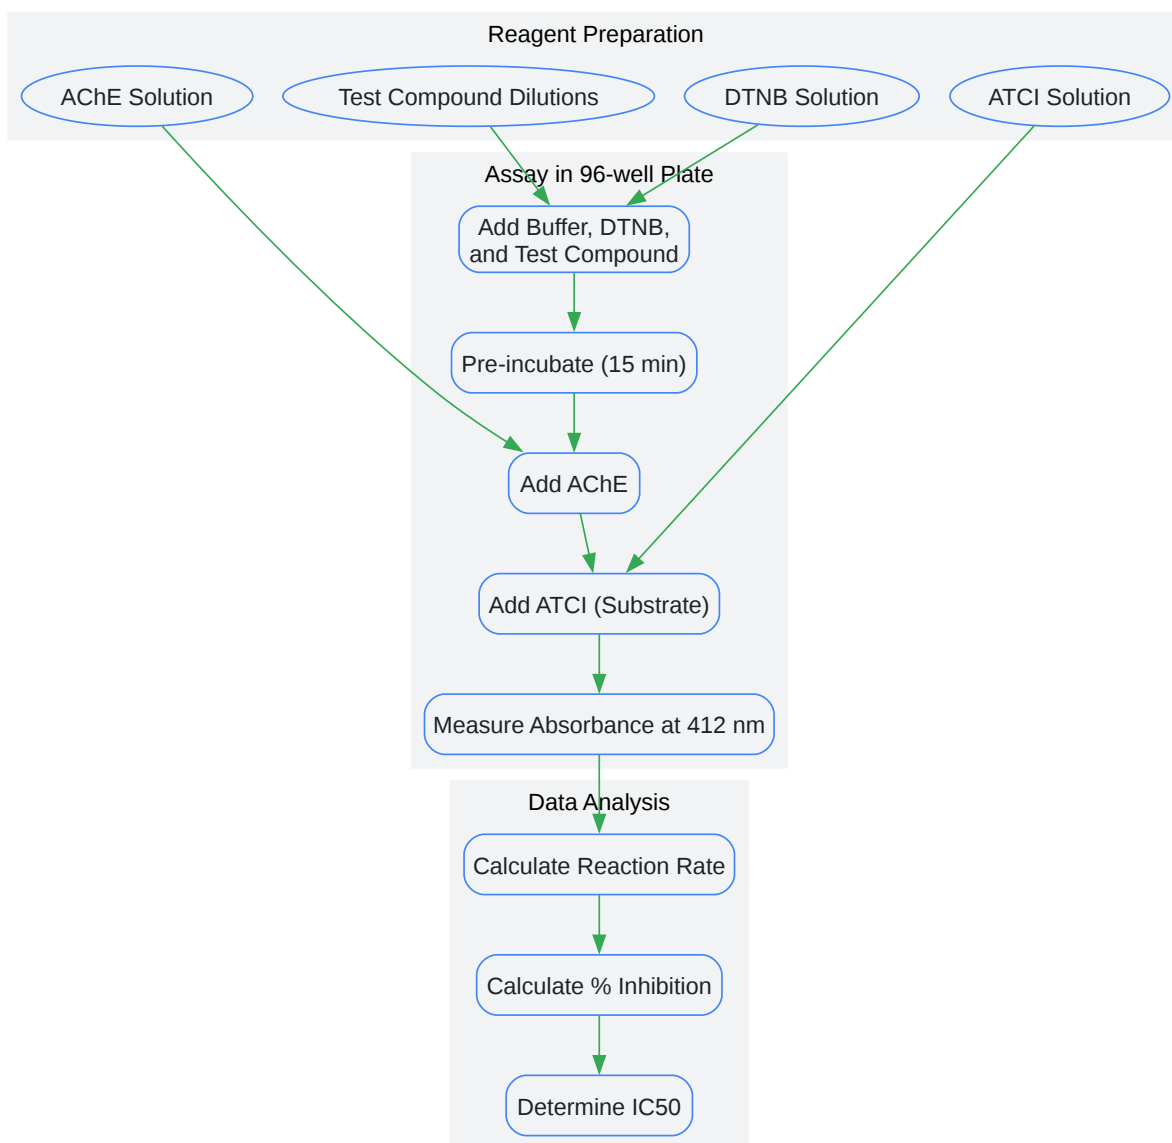 Reagent Preparation
AChE Solution
Test Compound Dilutions
DTNB Solution
ATCI Solution
Assay in 96-well Plate
Add Buffer, DTNB,
and Test Compound
Pre-incubate (15 min)
Add AChE
Add ATCI (Substrate)
Measure Absorbance at 412 nm
Data Analysis
Calculate Reaction Rate
Calculate % Inhibition
Determine IC50